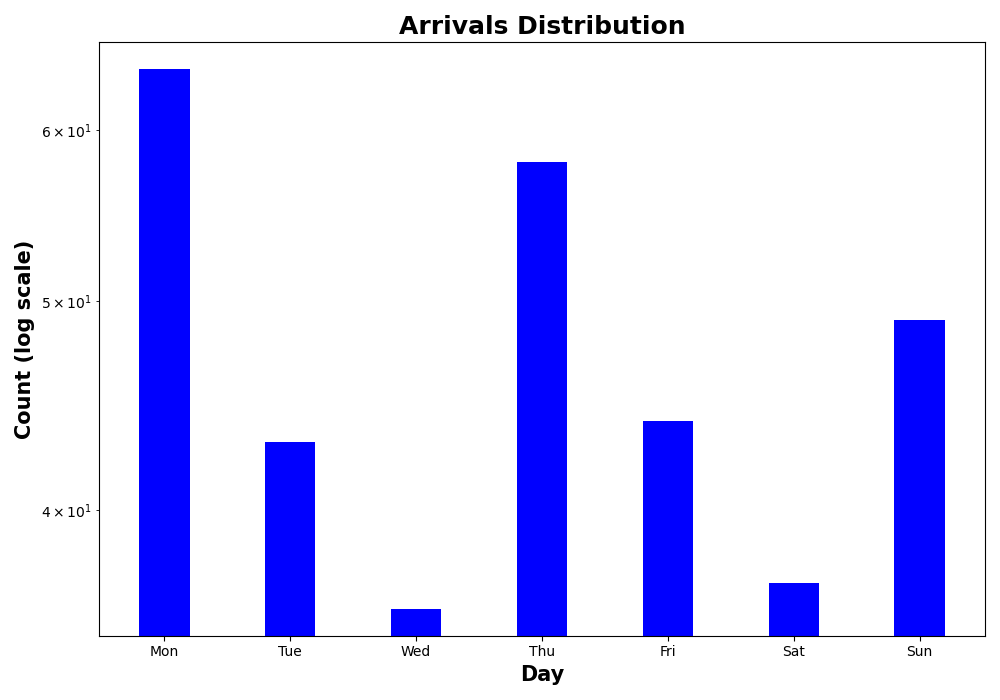 Arrivals Distribution
6 × 10¹
5 × 10¹
4 × 10¹
Count (log scale)
Mon Tue Wed Thu Fri Sat Sun
Day